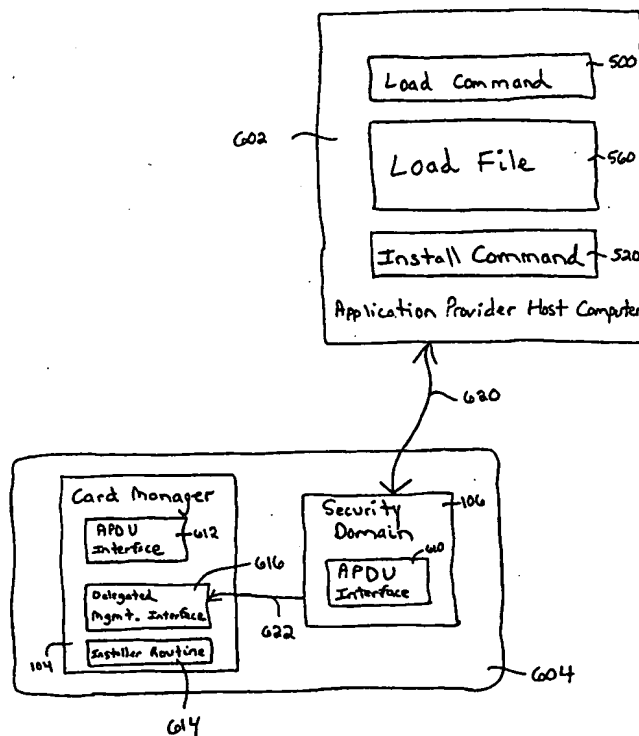 Load Command
500
602
Load File
560
Install Command
520
Application Provider Host Computer
620
Card Manager
APDU
Interface
612
Security
Domain
106
610
APDU
Interface
616
Delegated
Mgmt. Interface
622
104
Installer Routine
604
614